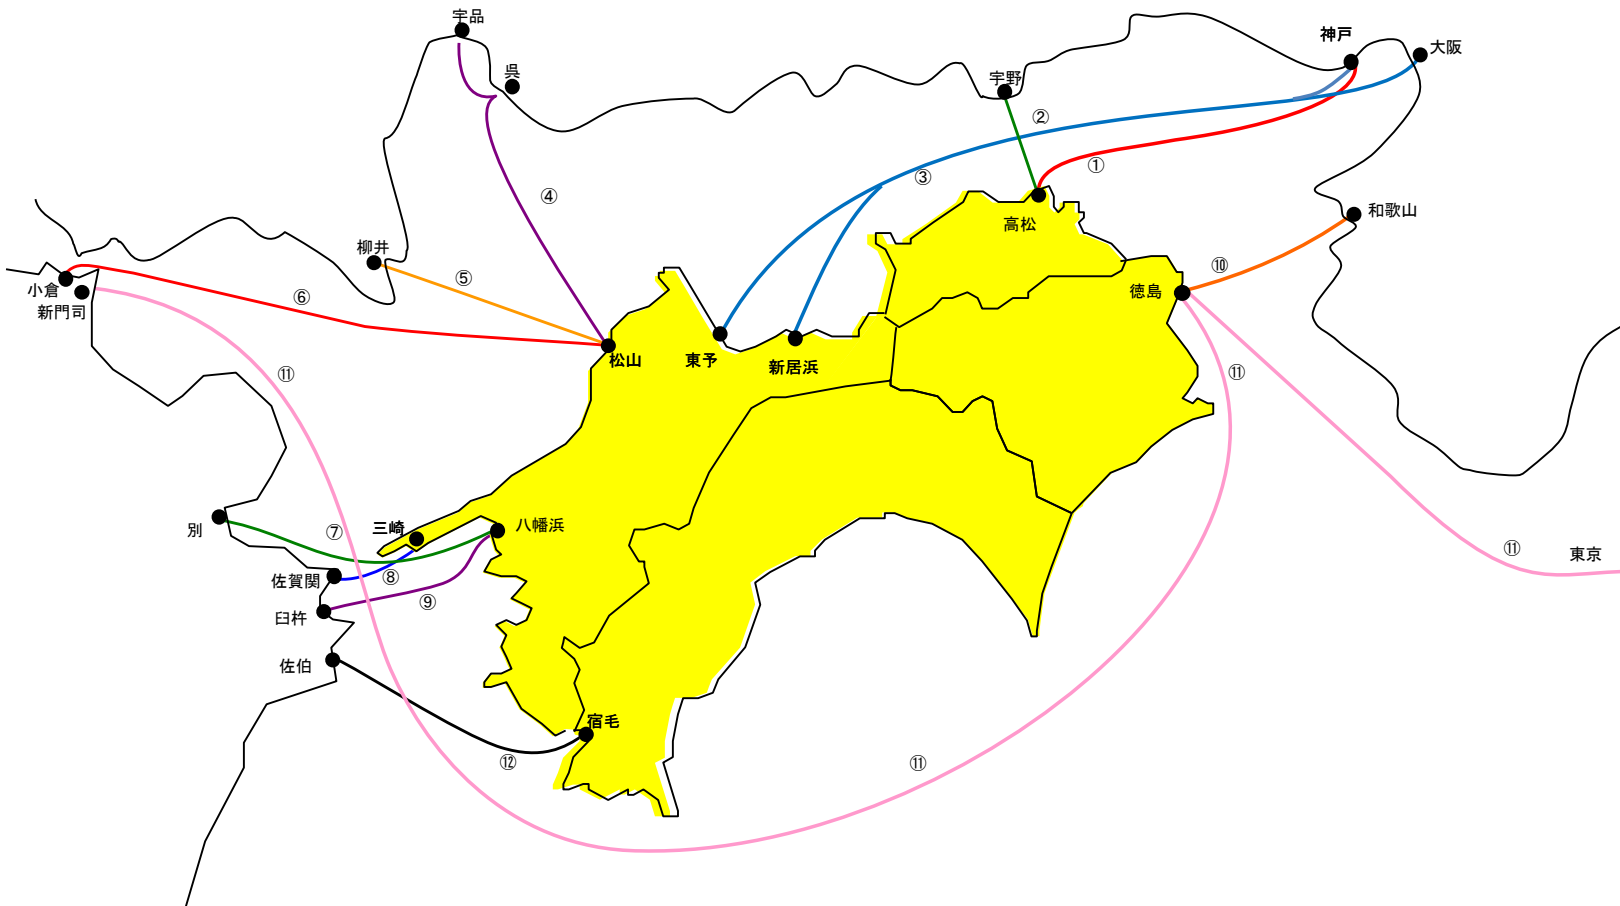 宇品
神戸
大阪
呉
宇野
②
①
③
④
和歌山
高松
柳井
⑩
⑤
徳島
小倉
⑥
新門司
松山
東予
新居浜
⑪
⑪
三崎
八幡浜
別
⑦
⑪
東京
佐賀関
⑧
⑨
臼杵
佐伯
宿毛
⑫
⑪